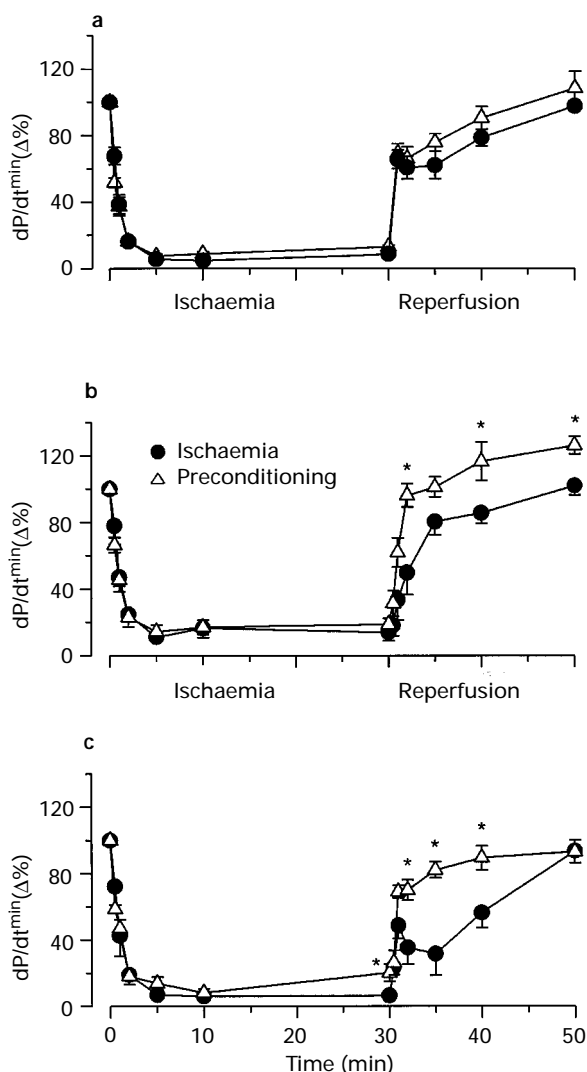 a
120
80
40
0
dP/dt^min(Δ%)
Ischaemia Reperfusion
b
* * *
120
80
40
0
dP/dt^min(Δ%)
Ischaemia
Preconditioning
Ischaemia Reperfusion
c
* * * *
120
80
40
0
dP/dt^min(Δ%)
0 10 20 30 40 50
Time (min)